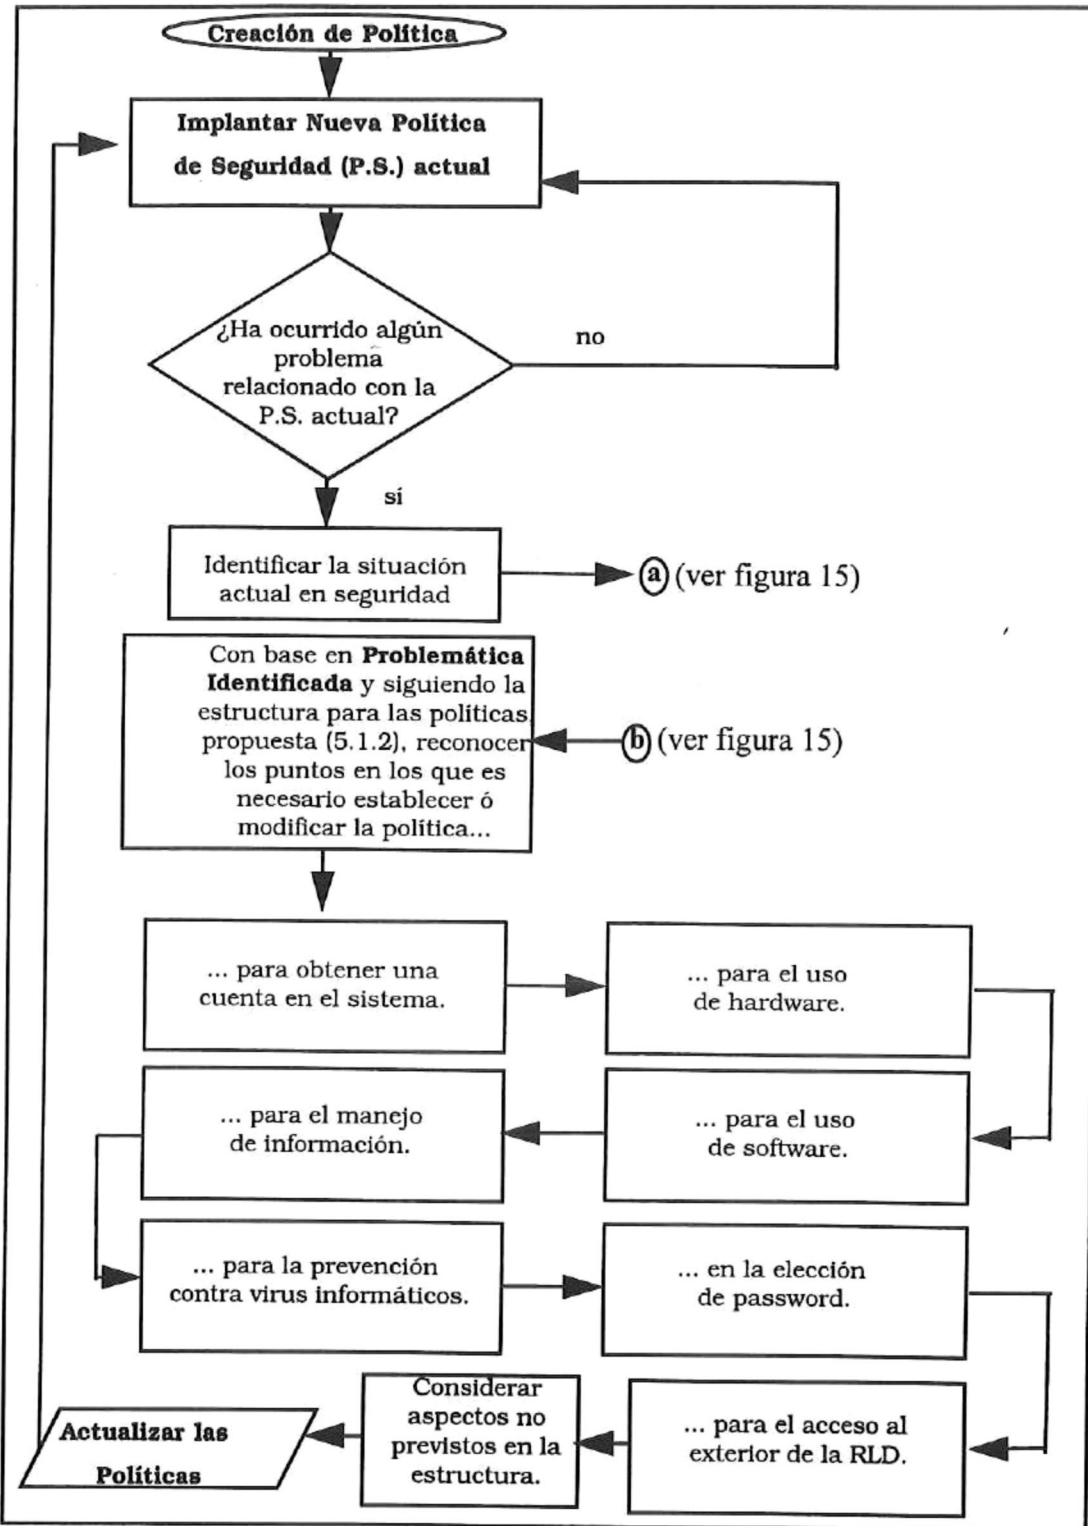 Creación de Política
Implantar Nueva Política
de Seguridad (P.S.) actual
¿Ha ocurrido algún
problema
relacionado con la
P.S. actual?
no
sí
Identificar la situación
actual en seguridad
a (ver figura 15)
Con base en Problemática
Identificada y siguiendo la
estructura para las políticas
propuesta (5.1.2), reconocer
los puntos en los que es
necesario establecer ó
modificar la política...
b (ver figura 15)
... para obtener una
cuenta en el sistema.
... para el uso
de hardware.
... para el uso
de software.
... para el manejo
de información.
... para la prevención
contra virus informáticos.
... en la elección
de password.
... para el acceso al
exterior de la RLD.
Considerar
aspectos no
previstos en la
estructura.
Actualizar las
Políticas